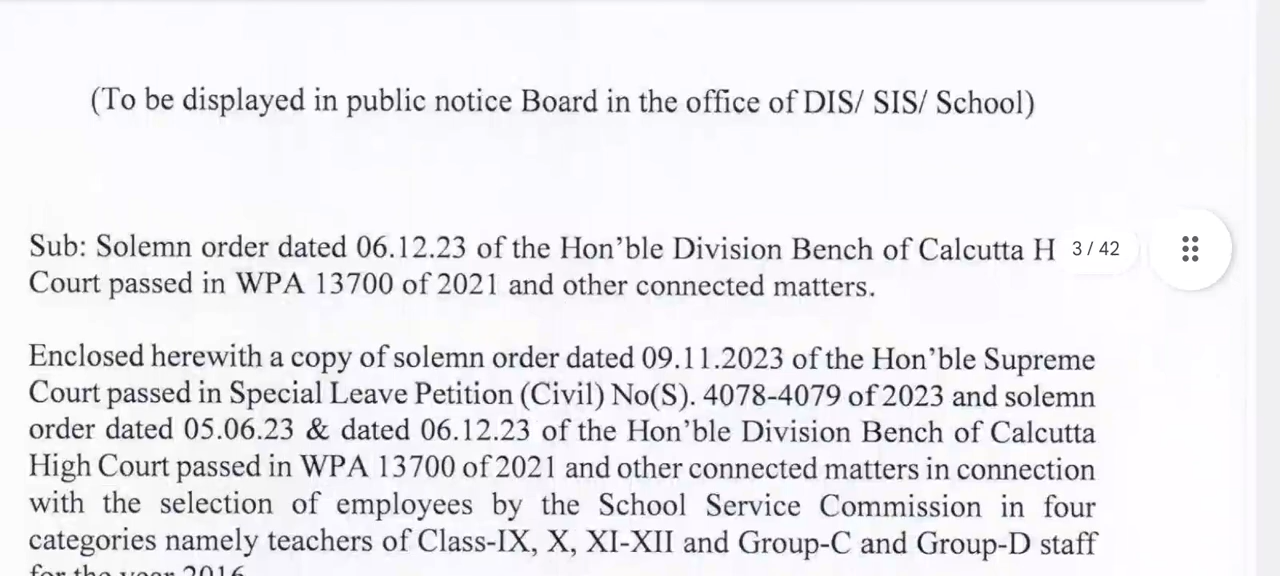 (To be displayed in public notice Board in the office of DIS/ SIS/ School)
Sub: Solemn order dated 06.12.23 of the Hon’ble Division Bench of Calcutta H
3 / 42
Court passed in WPA 13700 of 2021 and other connected matters.
Enclosed herewith a copy of solemn order dated 09.11.2023 of the Hon’ble Supreme
Court passed in Special Leave Petition (Civil) No(S). 4078-4079 of 2023 and solemn
order dated 05.06.23 & dated 06.12.23 of the Hon’ble Division Bench of Calcutta
High Court passed in WPA 13700 of 2021 and other connected matters in connection
with the selection of employees by the School Service Commission in four
categories namely teachers of Class-IX, X, XI-XII and Group-C and Group-D staff
for the year 2016